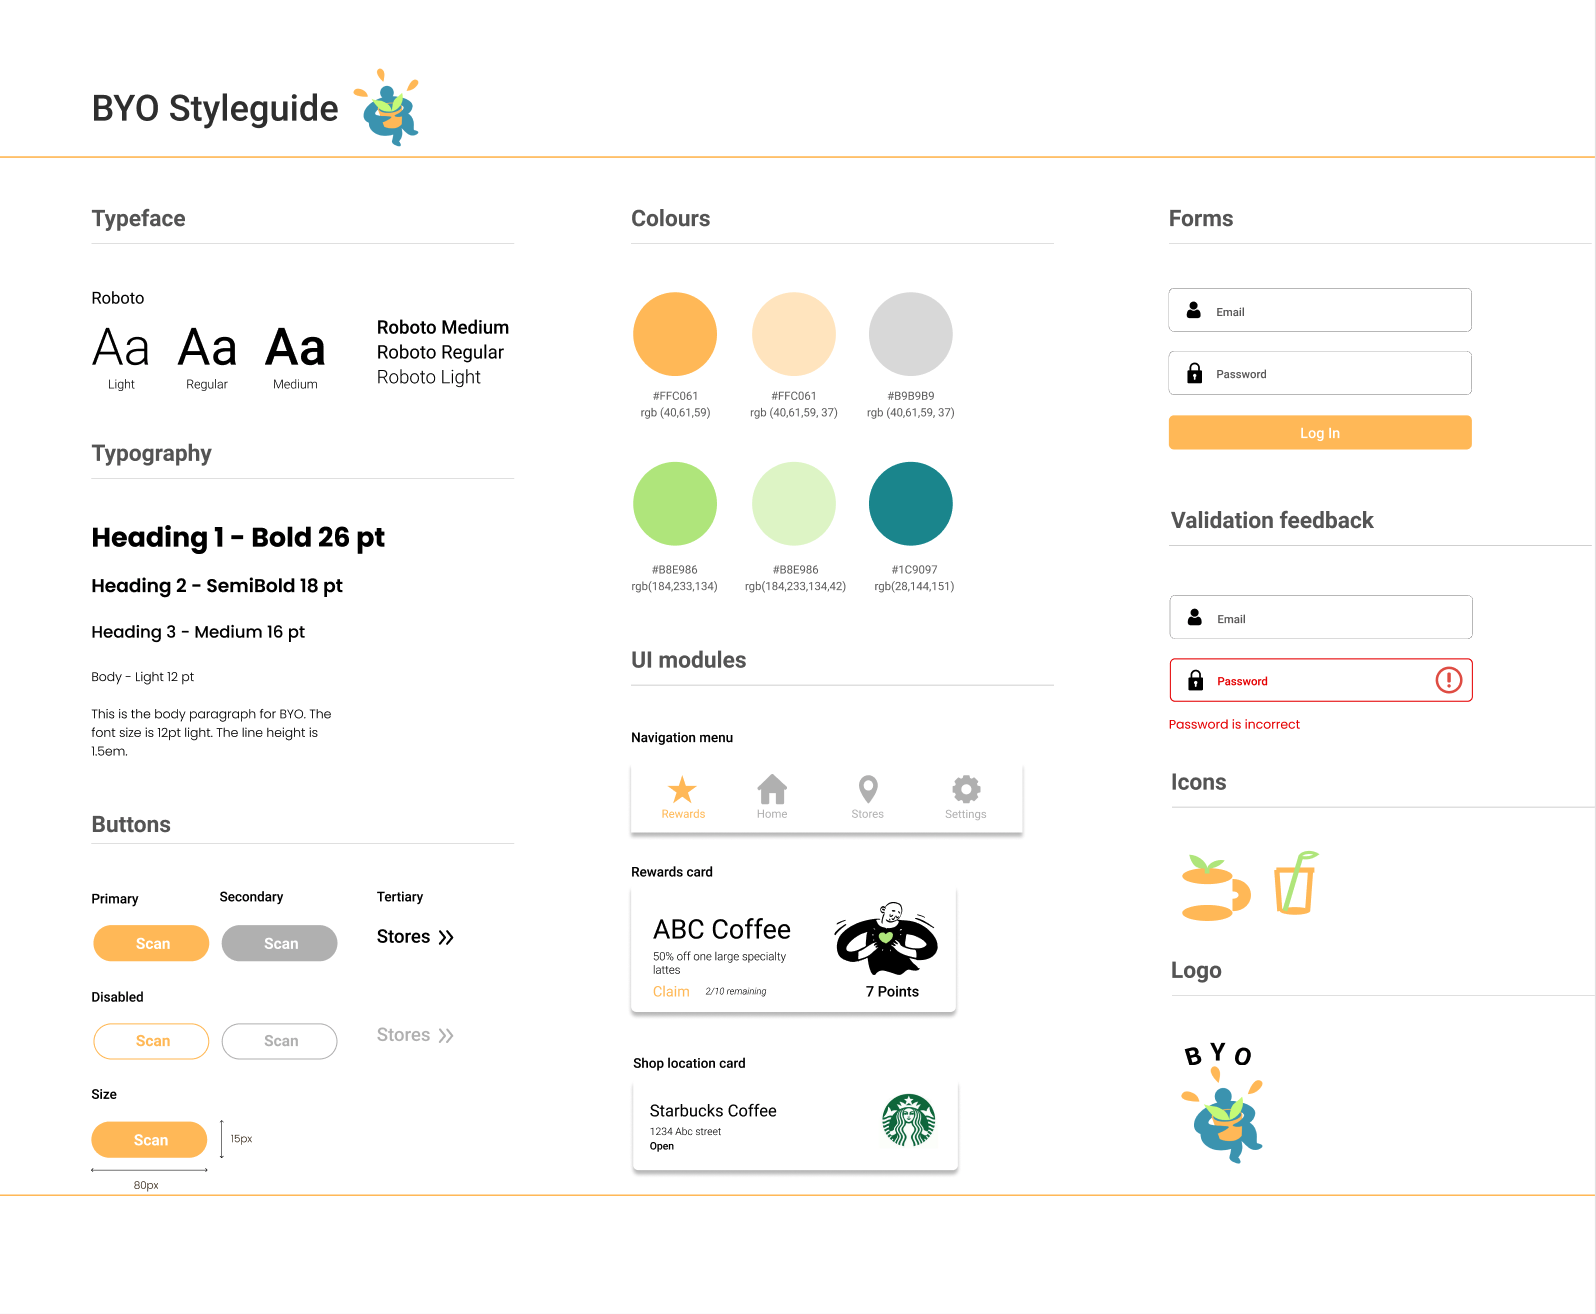 BYO Styleguide
Typeface
Roboto
Aa Aa Aa
Light Regular Medium
Roboto Medium
Roboto Regular
Roboto Light
Typography
Heading 1 - Bold 26 pt
Heading 2 - SemiBold 18 pt
Heading 3 - Medium 16 pt
Body - Light 12 pt
This is the body paragraph for BYO. The
font size is 12pt light. The line height is
1.5em.
Buttons
Primary Secondary Tertiary
Scan Scan Stores
Disabled
Scan Scan Stores
Size
Scan 15px
80px
Colours
#FFC061 #FFC061 #B9B9B9
rgb (40,61,59) rgb (40,61,59, 37) rgb (40,61,59, 37)
#B8E986 #B8E986 #1C9097
rgb(184,233,134) rgb(184,233,134,42) rgb(28,144,151)
UI modules
Navigation menu
Rewards Home Stores Settings
Rewards card
ABC Coffee
50% off one large specialty
lattes
Claim 2/10 remaining 7 Points
Shop location card
Starbucks Coffee
1234 Abc street
Open
Forms
Email
Password
Log In
Validation feedback
Email
Password
Password is incorrect
Icons
Logo
BYO